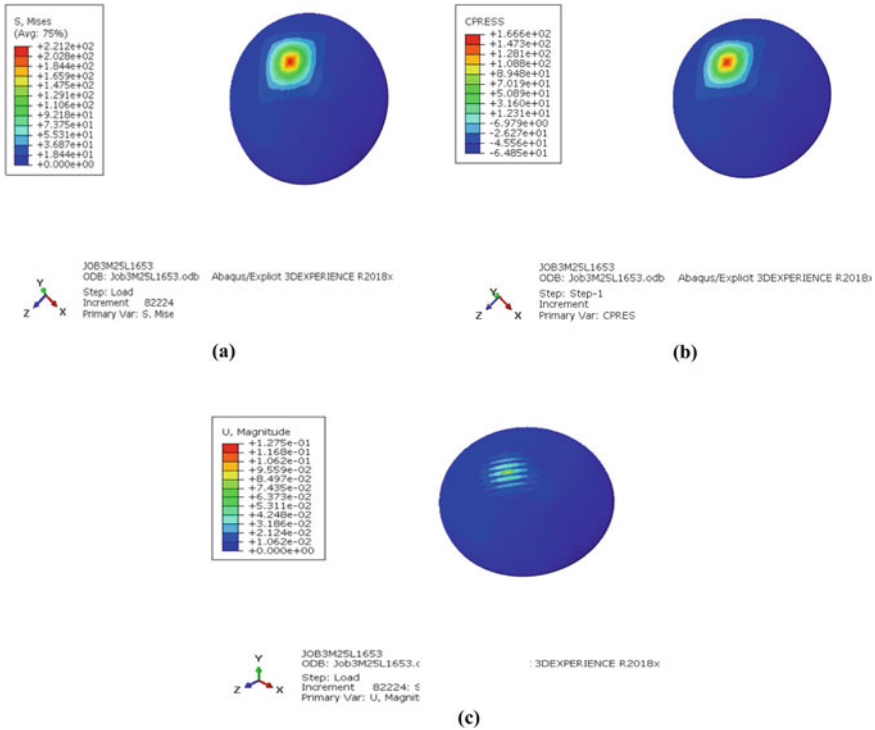 S, Mises
(Avg: 75%)
+2.212e+02
+2.028e+02
+1.844e+02
+1.659e+02
+1.475e+02
+1.291e+02
+1.106e+02
+9.218e+01
+7.375e+01
+5.531e+01
+3.687e+01
+1.844e+01
+0.000e+00
JOB3M25L1653
ODB: Job3M25L1653.odb Abaqus/Explicit 3DEXPERIENCE R2018x
Step: Load
Increment 82224
Primary Var: S, Mise
Y
Z
X
(a)
CPRESS
+1.666e+02
+1.473e+02
+1.281e+02
+1.088e+02
+8.948e+01
+7.019e+01
+5.089e+01
+3.160e+01
+1.231e+01
-6.979e+00
-2.627e+01
-4.556e+01
-6.485e+01
JOB3M25L1653
ODB: Job3M25L1653.odb Abaqus/Explicit 3DEXPERIENCE R2018x
Step: Step-1
Increment
Primary Var: CPRES
Y
Z
X
(b)
U, Magnitude
+1.275e-01
+1.168e-01
+1.062e-01
+9.559e-02
+8.497e-02
+7.435e-02
+6.373e-02
+5.311e-02
+4.248e-02
+3.186e-02
+2.124e-02
+1.062e-02
+0.000e+00
JOB3M25L1653
ODB: Job3M25L1653.c : 3DEXPERIENCE R2018x
Step: Load
Increment 82224: S
Primary Var: U, Magnit
Y
Z
X
(c)